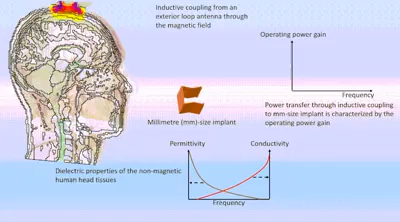 Inductive coupling from an
exterior loop antenna through
the magnetic field
Operating power gain
Frequency
Power transfer through inductive coupling
to mm-size implant is characterized by the
operating power gain
Millimetre (mm)-size implant
Dielectric properties of the non-magnetic
human head tissues
Permittivity
Conductivity
Frequency